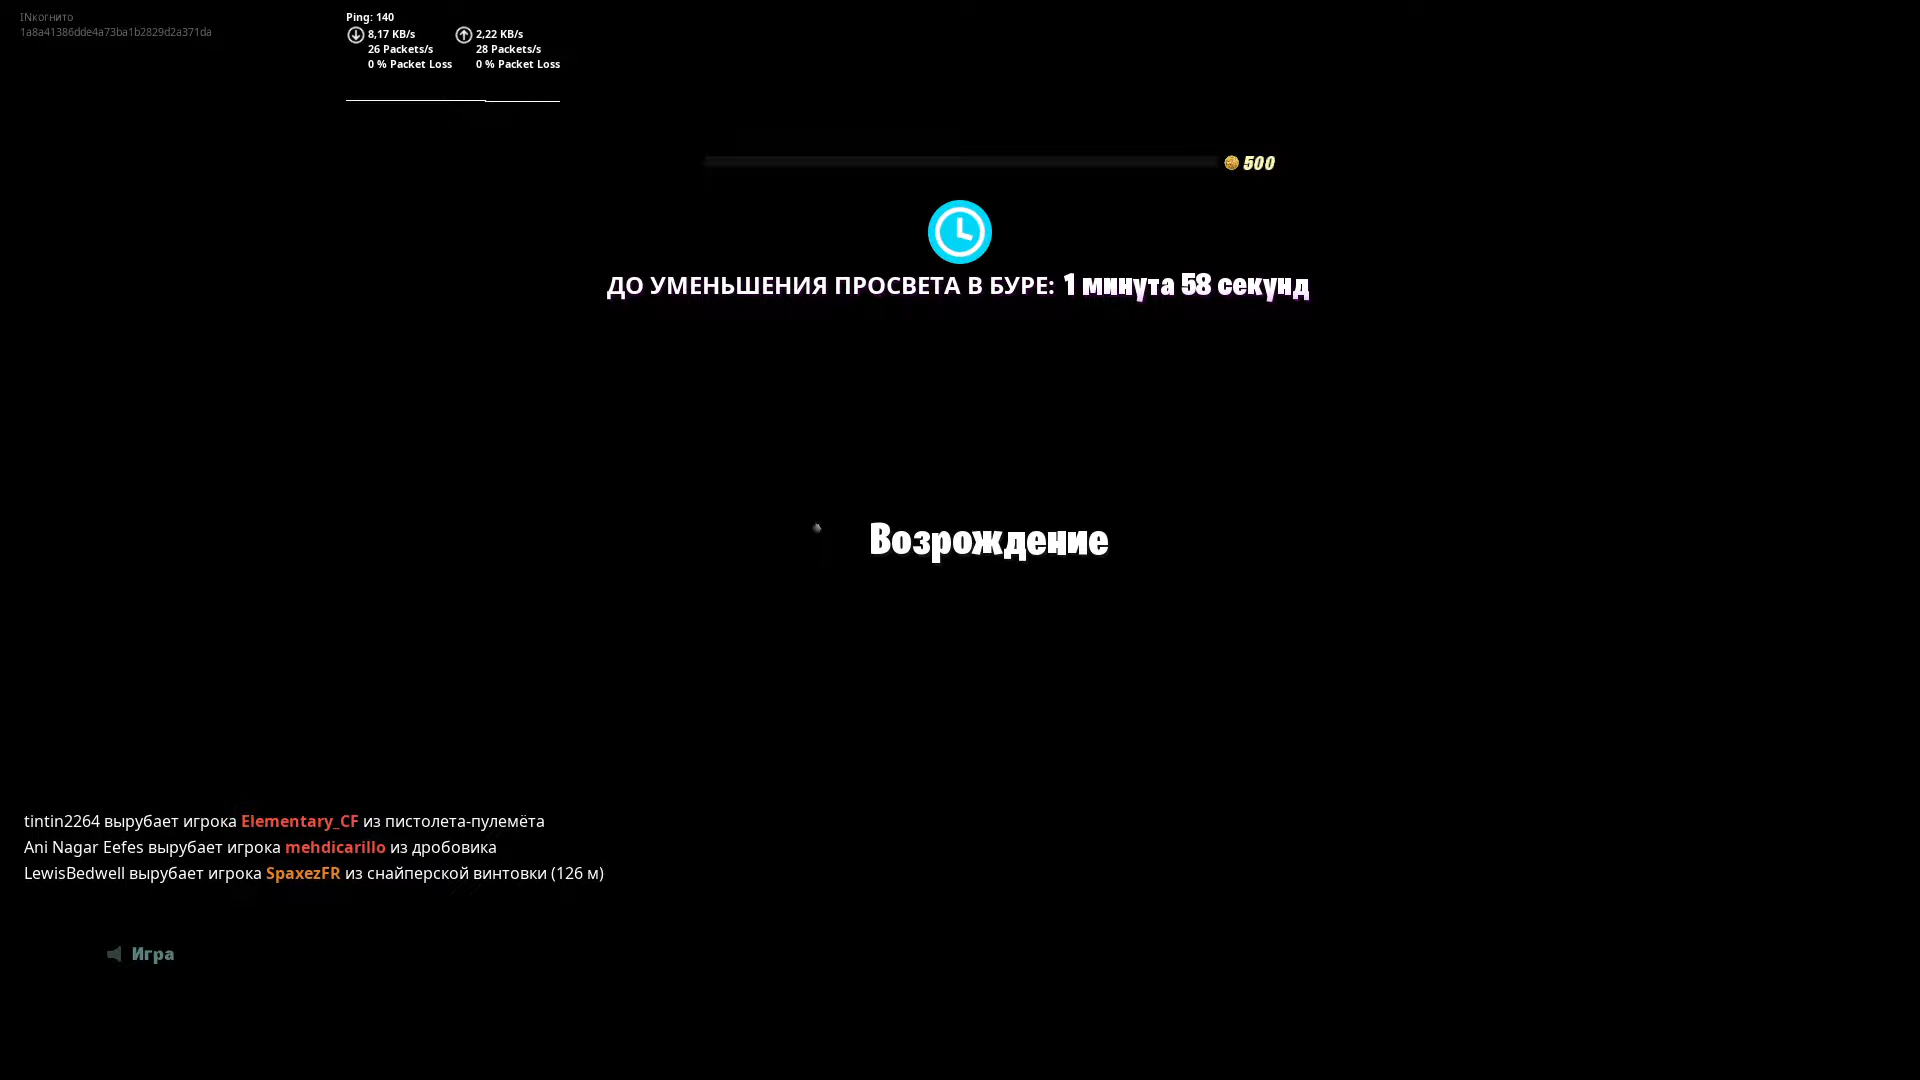 INкогнито
1a8a41386dde4a73ba1b2829d2a371da
Ping: 140
8,17 KB/s 2,22 KB/s
26 Packets/s 28 Packets/s
0 % Packet Loss 0 % Packet Loss
500
ДО УМЕНЬШЕНИЯ ПРОСВЕТА В БУРЕ: 1 минута 58 секунд
Возрождение
tintin2264 вырубает игрока Elementary_CF из пистолета-пулемёта
Ani Nagar Eefes вырубает игрока mehdicarillo из дробовика
LewisBedwell вырубает игрока SpaxezFR из снайперской винтовки (126 м)
Игра